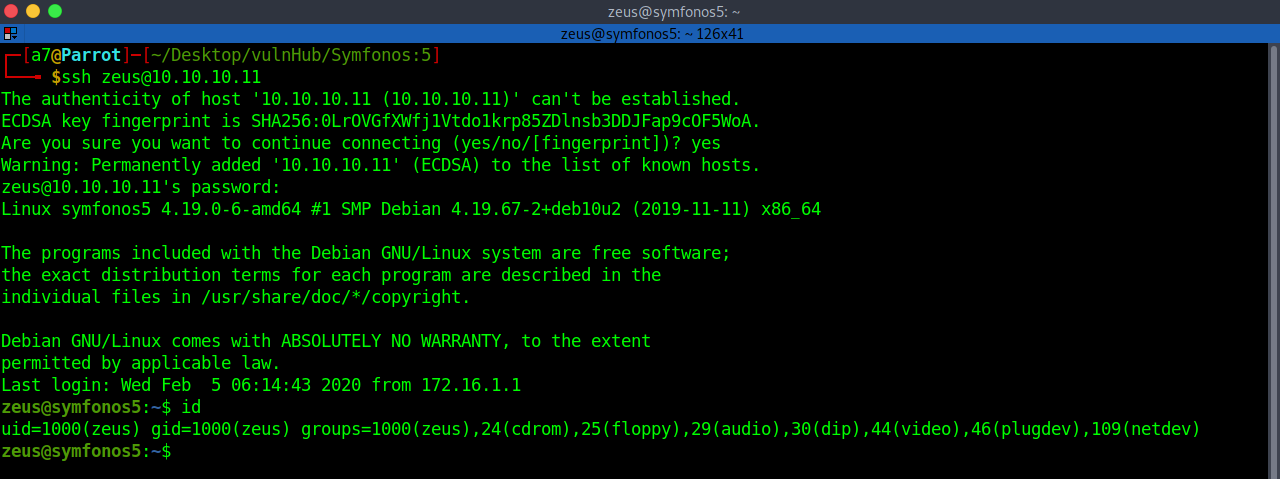 zeus@symfonos5: ~
zeus@symfonos5: ~ 126x41
[a7@Parrot]─[~/Desktop/vulnHub/Symfonos:5]
$ssh zeus@10.10.10.11
The authenticity of host '10.10.10.11 (10.10.10.11)' can't be established.
ECDSA key fingerprint is SHA256:0LrOVGfXWfj1Vtdo1krp85ZDlnsb3DDJFap9cOF5WoA.
Are you sure you want to continue connecting (yes/no/[fingerprint])? yes
Warning: Permanently added '10.10.10.11' (ECDSA) to the list of known hosts.
zeus@10.10.10.11's password:
Linux symfonos5 4.19.0-6-amd64 #1 SMP Debian 4.19.67-2+deb10u2 (2019-11-11) x86_64
The programs included with the Debian GNU/Linux system are free software;
the exact distribution terms for each program are described in the
individual files in /usr/share/doc/*/copyright.
Debian GNU/Linux comes with ABSOLUTELY NO WARRANTY, to the extent
permitted by applicable law.
Last login: Wed Feb  5 06:14:43 2020 from 172.16.1.1
zeus@symfonos5:~$ id
uid=1000(zeus) gid=1000(zeus) groups=1000(zeus),24(cdrom),25(floppy),29(audio),30(dip),44(video),46(plugdev),109(netdev)
zeus@symfonos5:~$